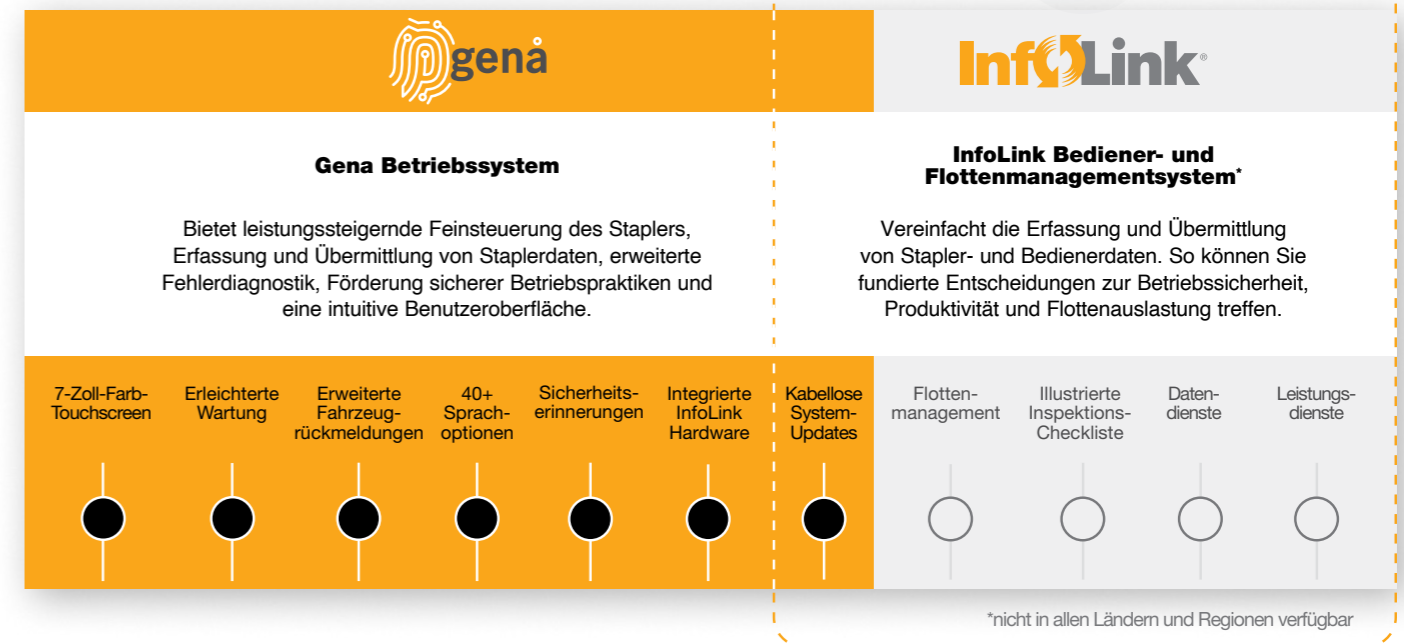 genå
InfoLink®
Gena Betriebssystem
Bietet leistungssteigernde Feinsteuerung des Staplers,
Erfassung und Übermittlung von Staplerdaten, erweiterte
Fehlerdiagnostik, Förderung sicherer Betriebspraktiken und
eine intuitive Benutzeroberfläche.
InfoLink Bediener- und
Flottenmanagementsystem*
Vereinfacht die Erfassung und Übermittlung
von Stapler- und Bedienerdaten. So können Sie
fundierte Entscheidungen zur Betriebssicherheit,
Produktivität und Flottenauslastung treffen.
7-Zoll-Farb-
Touchscreen
Erleichterte
Wartung
Erweiterte
Fahrzeug-
rückmeldungen
40+
Sprach-
optionen
Sicherheits-
erinnerungen
Integrierte
InfoLink
Hardware
Kabellose
System-
Updates
Flotten-
management
Illustrierte
Inspektions-
Checkliste
Daten-
dienste
Leistungs-
dienste
*nicht in allen Ländern und Regionen verfügbar